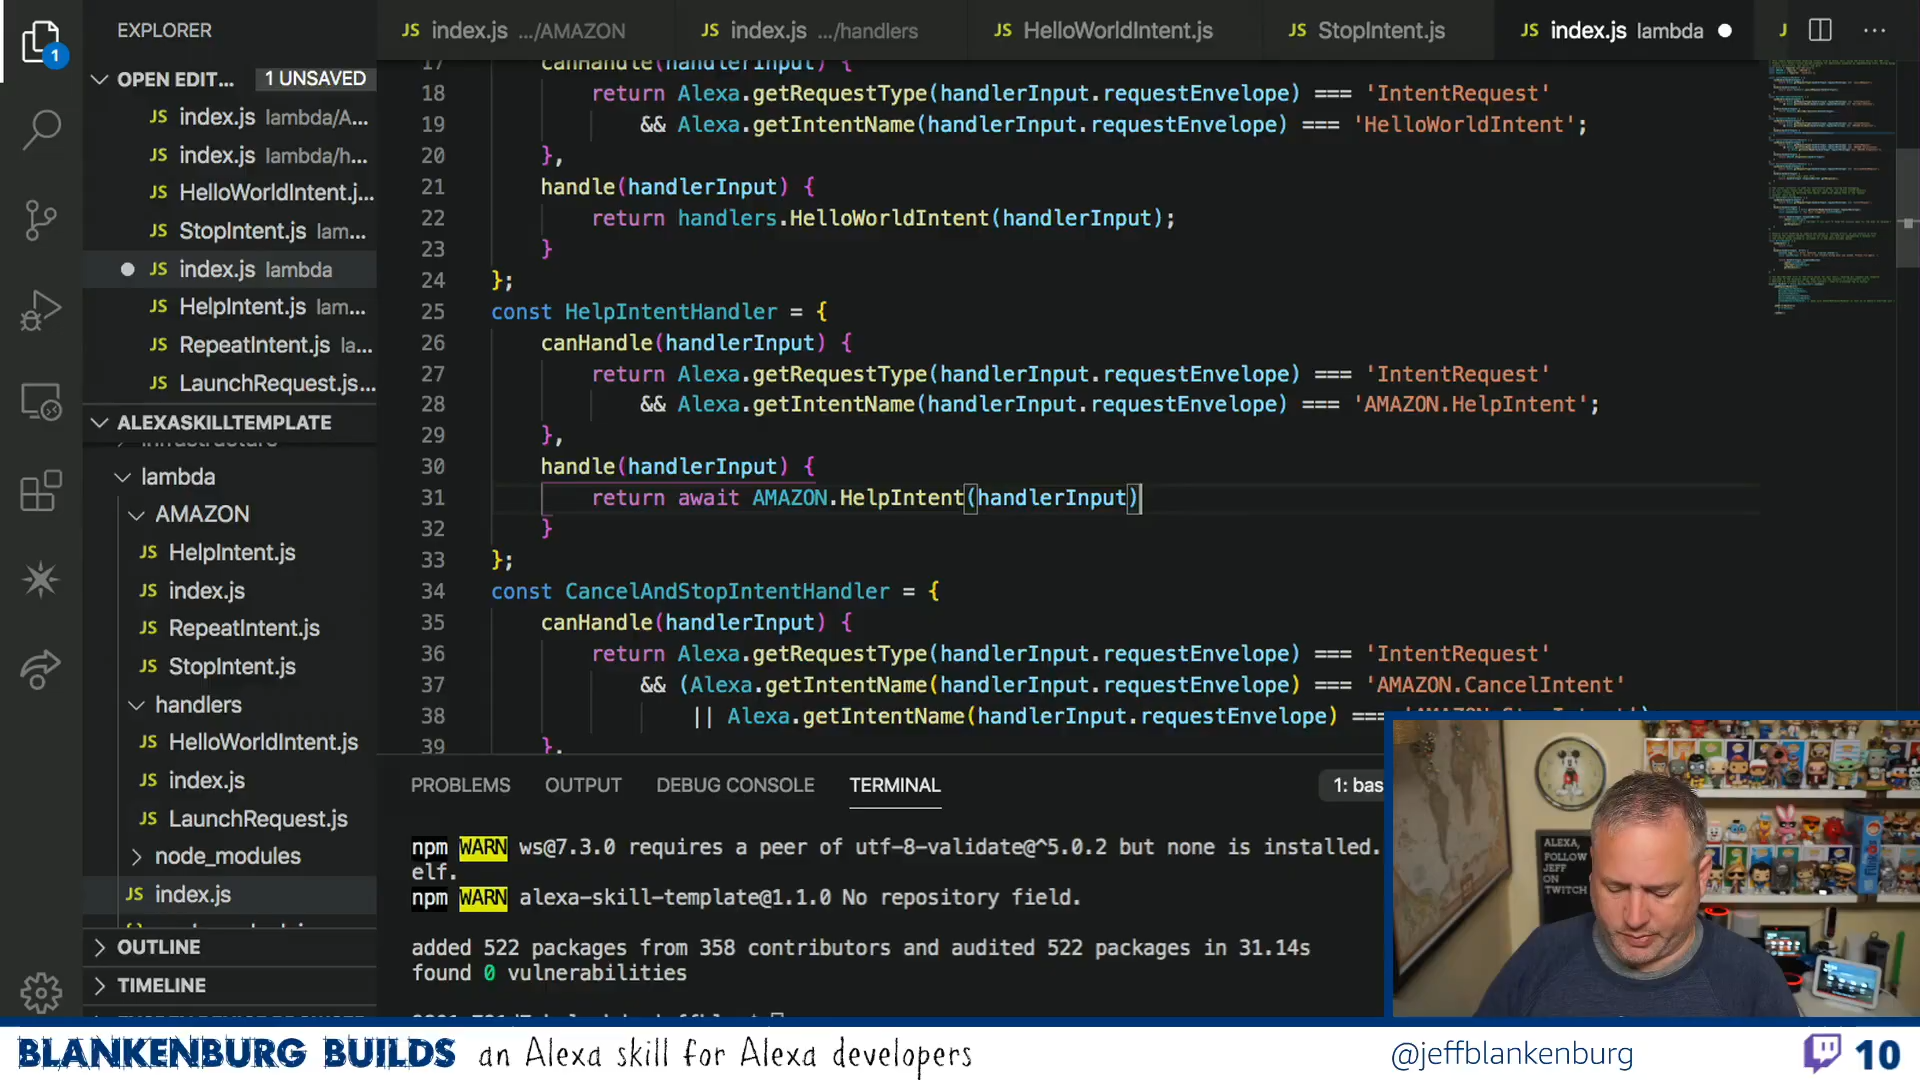 EXPLORER
OPEN EDIT... 1 UNSAVED
JS index.js lambda/A...
JS index.js lambda/h...
JS HelloWorldIntent.j...
JS StopIntent.js lam...
JS index.js lambda
JS HelpIntent.js lam...
JS RepeatIntent.js la...
JS LaunchRequest.js...
ALEXASKILLTEMPLATE
infrastructure
lambda
AMAZON
JS HelpIntent.js
JS index.js
JS RepeatIntent.js
JS StopIntent.js
handlers
JS HelloWorldIntent.js
JS index.js
JS LaunchRequest.js
node_modules
JS index.js
OUTLINE
TIMELINE
1
JS index.js .../AMAZON JS index.js .../handlers JS HelloWorldIntent.js JS StopIntent.js JS index.js lambda
17 canHandle(handlerInput) {
18 return Alexa.getRequestType(handlerInput.requestEnvelope) === 'IntentRequest'
19 && Alexa.getIntentName(handlerInput.requestEnvelope) === 'HelloWorldIntent';
20 },
21 handle(handlerInput) {
22 return handlers.HelloWorldIntent(handlerInput);
23 }
24 };
25 const HelpIntentHandler = {
26 canHandle(handlerInput) {
27 return Alexa.getRequestType(handlerInput.requestEnvelope) === 'IntentRequest'
28 && Alexa.getIntentName(handlerInput.requestEnvelope) === 'AMAZON.HelpIntent';
29 },
30 handle(handlerInput) {
31 return await AMAZON.HelpIntent(handlerInput)
32 }
33 };
34 const CancelAndStopIntentHandler = {
35 canHandle(handlerInput) {
36 return Alexa.getRequestType(handlerInput.requestEnvelope) === 'IntentRequest'
37 && (Alexa.getIntentName(handlerInput.requestEnvelope) === 'AMAZON.CancelIntent'
38 || Alexa.getIntentName(handlerInput.requestEnvelope) ===
39 },
PROBLEMS OUTPUT DEBUG CONSOLE TERMINAL 1: bas
npm WARN ws@7.3.0 requires a peer of utf-8-validate@^5.0.2 but none is installed.
elf.
npm WARN alexa-skill-template@1.1.0 No repository field.
added 522 packages from 358 contributors and audited 522 packages in 31.14s
found 0 vulnerabilities
ALEXA,
FOLLOW
JEFF
ON
TWITCH
BLANKENBURG BUILDS an Alexa skill for Alexa developers @jeffblankenburg 10